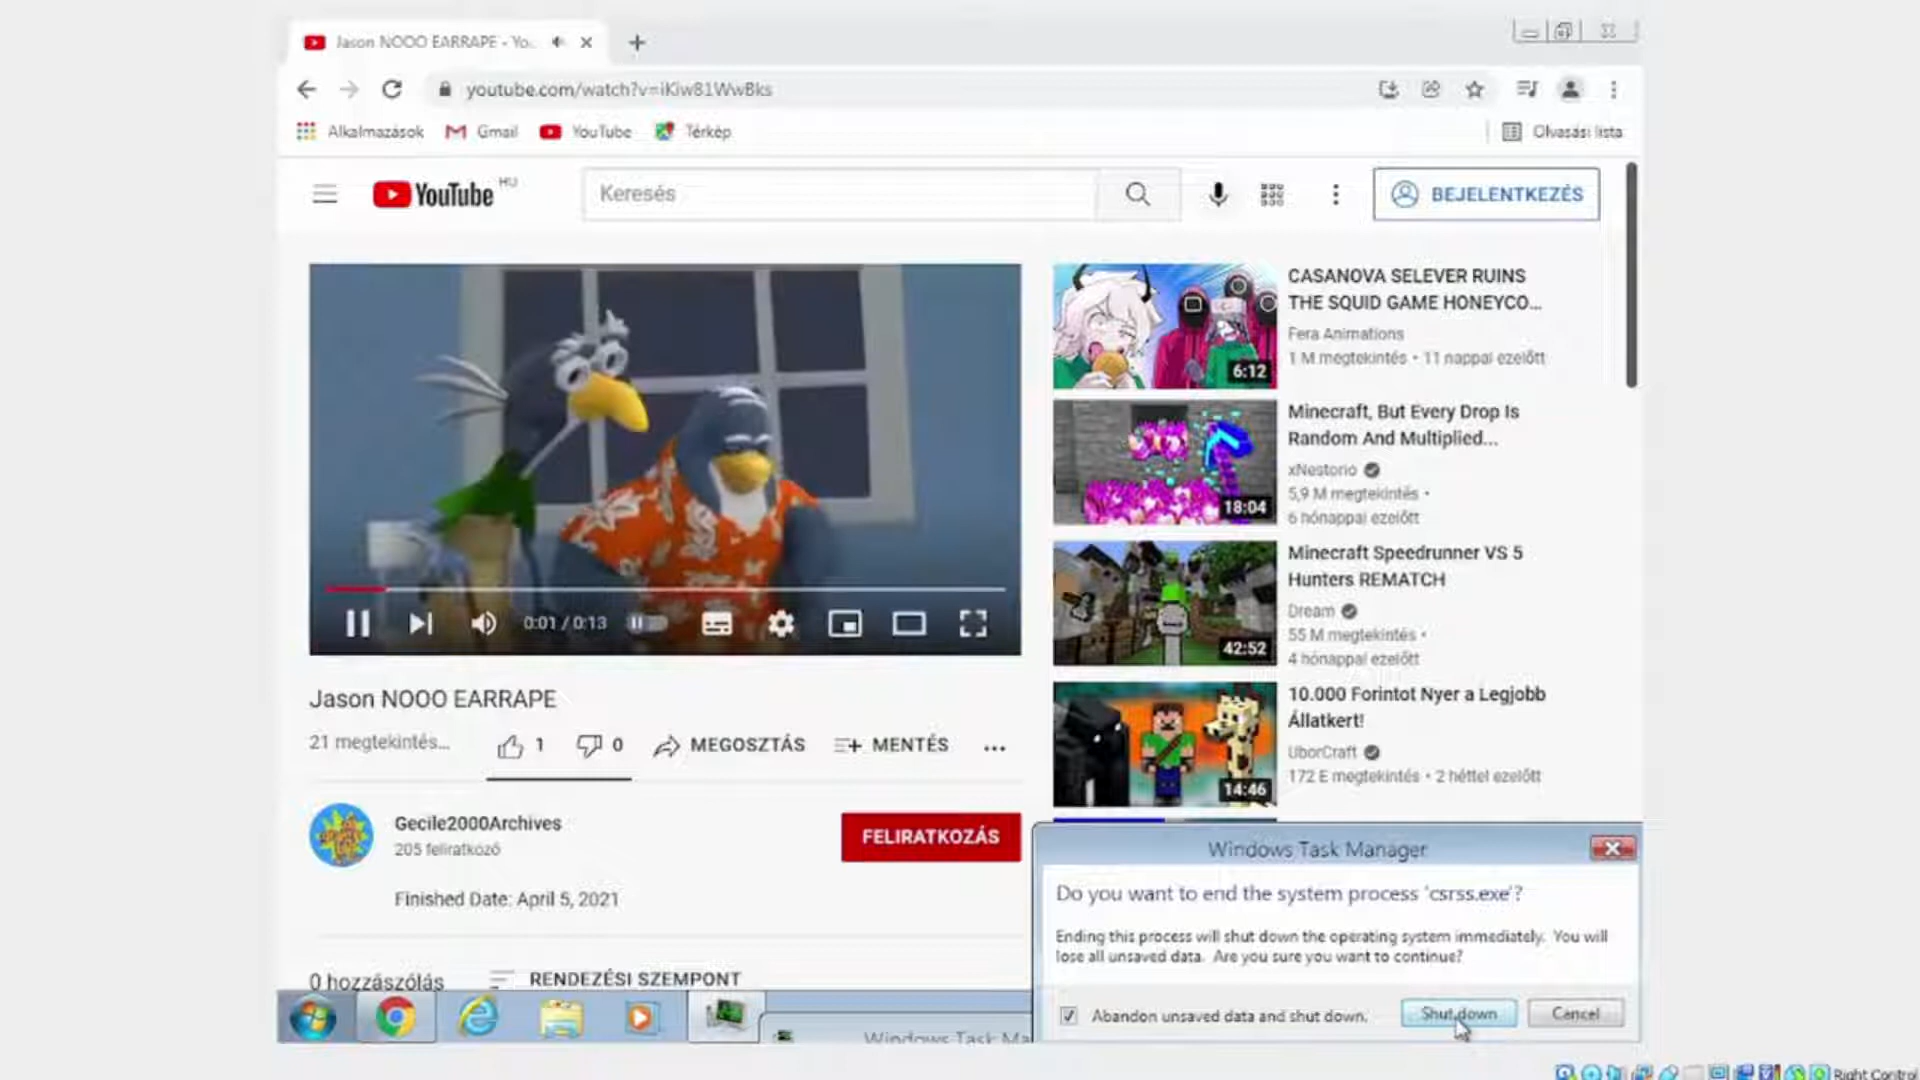 Jason NOOO EARRAPE - Yo...
youtube.com/watch?v=iKiw81WwBks
Alkalmazások
Gmail
YouTube
Térkép
Olvasási lista
YouTube HU
Keresés
BEJELENTKEZÉS
0:01 / 0:13
Jason NOOO EARRAPE
21 megtekintés...
1
0
MEGOSZTÁS
MENTÉS
Gecile2000Archives
205 feliratkozó
FELIRATKOZÁS
Finished Date: April 5, 2021
0 hozzászólás
RENDEZÉSI SZEMPONT
6:12
CASANOVA SELEVER RUINS
THE SQUID GAME HONEYCO...
Fera Animations
1 M megtekintés • 11 nappal ezelőtt
18:04
Minecraft, But Every Drop Is
Random And Multiplied...
xNestorio
5,9 M megtekintés •
6 hónappal ezelőtt
42:52
Minecraft Speedrunner VS 5
Hunters REMATCH
Dream
55 M megtekintés •
4 hónappal ezelőtt
14:46
10.000 Forintot Nyer a Legjobb
Állatkert!
UborCraft
172 E megtekintés • 2 héttel ezelőtt
Windows Task Manager
Do you want to end the system process 'csrss.exe'?
Ending this process will shut down the operating system immediately. You will
lose all unsaved data. Are you sure you want to continue?
Abandon unsaved data and shut down.
Shut down
Cancel
Windows Task Ma
Right Control